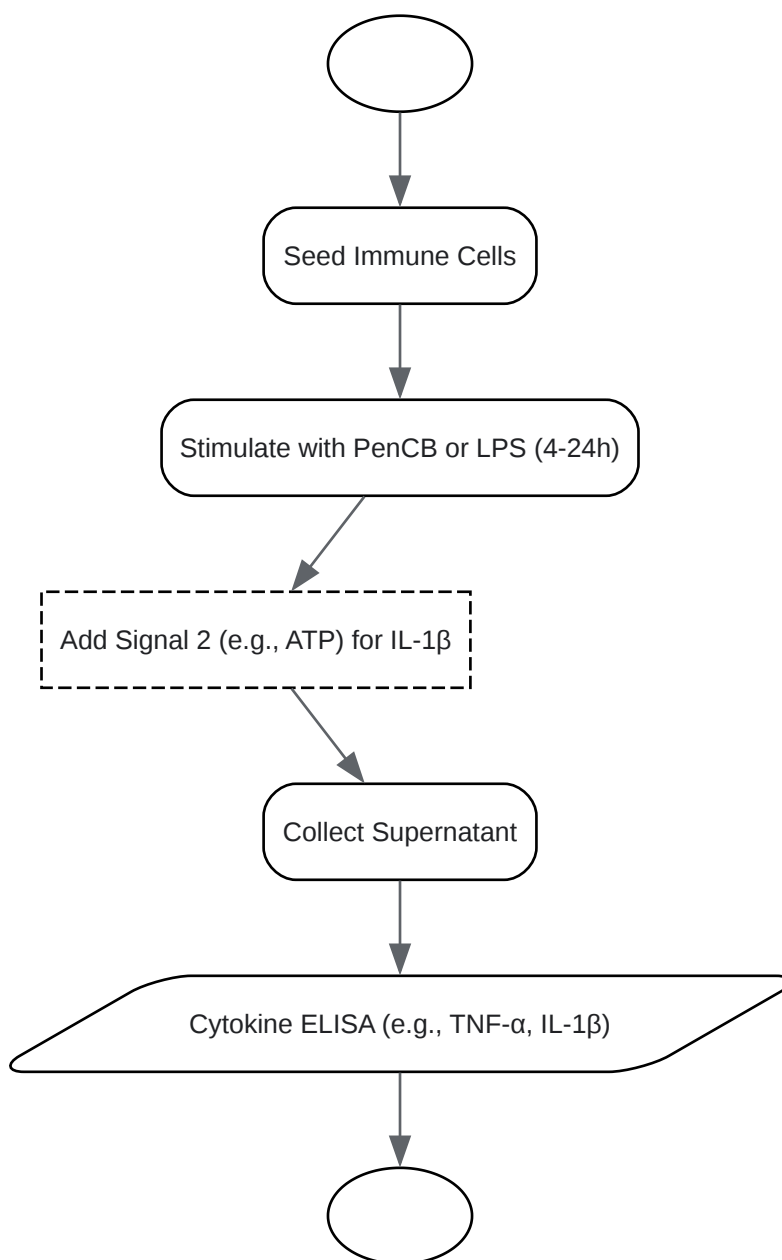 Seed Immune Cells
Stimulate with PenCB or LPS (4-24h)
Add Signal 2 (e.g., ATP) for IL-1β
Collect Supernatant
Cytokine ELISA (e.g., TNF-α, IL-1β)